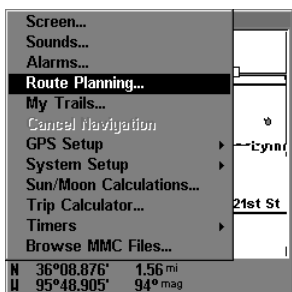 Screen...
Sounds...
Alarms...
Route Planning...
My Trails...
Cancel Navigation
GPS Setup
System Setup
Sun/Moon Calculations...
Trip Calculator...
21st St
Timers
Browse MMC Files...
N 36°08.876' 1.56 mi
W 95°48.905' 94° mag